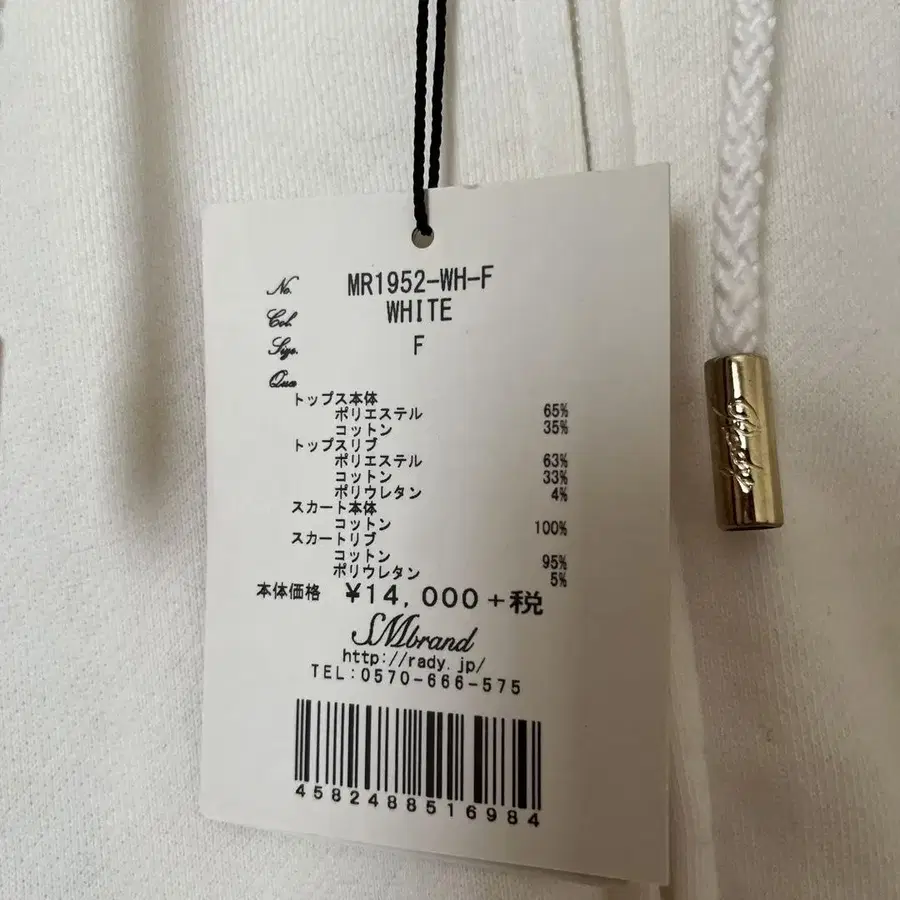 No. MR1952-WH-F
Col. WHITE
Size. F
Qua
トップス本体
ポリエステル 65%
コットン 35%
トップスリブ
ポリエステル 63%
コットン 33%
ポリウレタン 4%
スカート本体
コットン 100%
スカートリブ
コットン 95%
ポリウレタン 5%
本体価格 ¥14,000+税
SMbrand
http://rady.jp/
TEL:0570-666-575
4582488516984
Rady